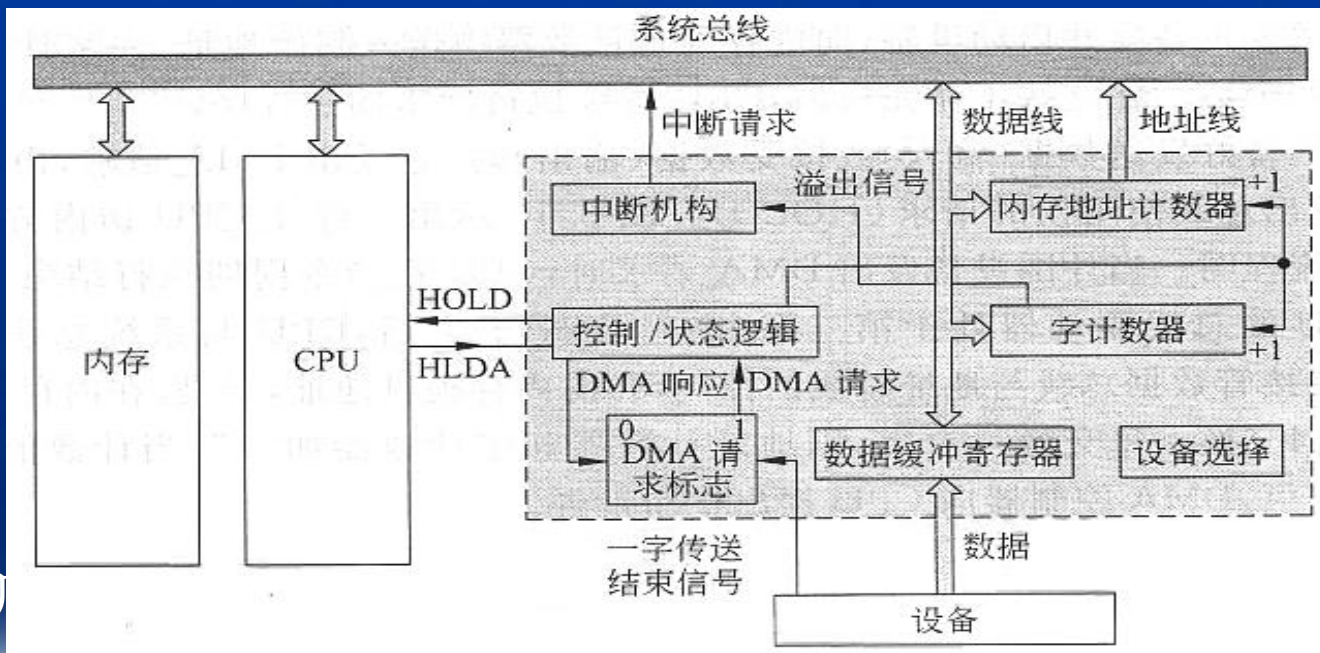 系统总线
中断请求
数据线
地址线
中断机构
溢出信号
内存地址计数器
+1
内存
CPU
HOLD
HLDA
控制/状态逻辑
字计数器
+1
DMA 响应
DMA 请求
0 1
DMA 请
求标志
数据缓冲寄存器
设备选择
一字传送
结束信号
数据
设备